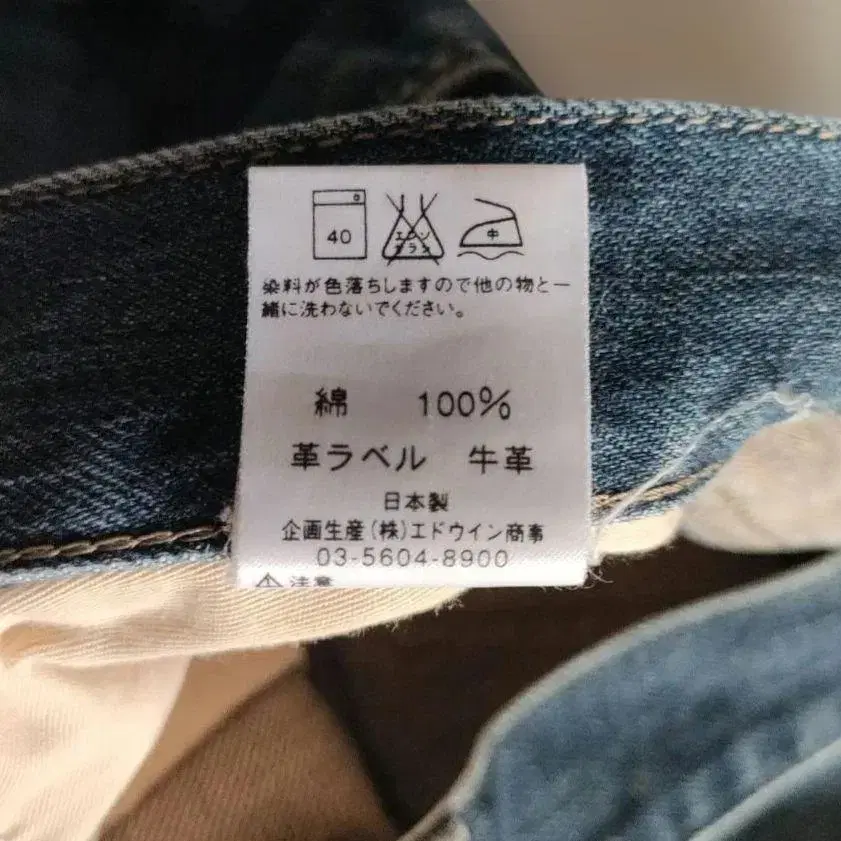 40 エンソ サラシ 中
染料が色落ちしますので他の物と一
緒に洗わないでください。
綿 100%
革ラベル 牛革
日本製
企画生産(株)エドウイン商事
03-5604-8900
⚠ 注意